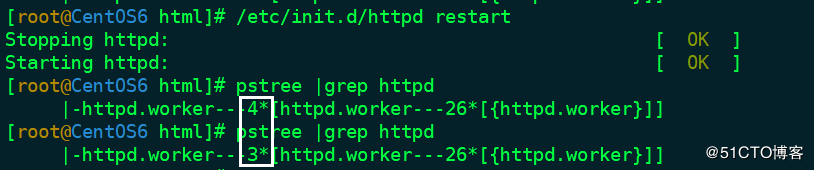 [root@CentOS6 html]# /etc/init.d/httpd restart
Stopping httpd: [ OK ]
Starting httpd: [ OK ]
[root@CentOS6 html]# pstree |grep httpd
|-httpd.worker---4*[httpd.worker---26*[{httpd.worker}]]
[root@CentOS6 html]# pstree |grep httpd
|-httpd.worker---3*[httpd.worker---26*[{httpd.worker}]]
@51CTO博客